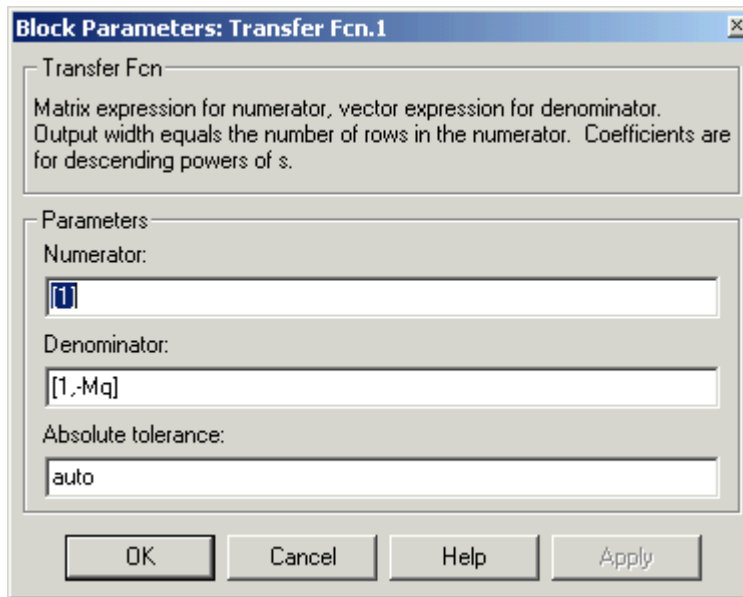 Block Parameters: Transfer Fcn.1
Transfer Fcn
Matrix expression for numerator, vector expression for denominator.
Output width equals the number of rows in the numerator.  Coefficients are
for descending powers of s.
Parameters
Numerator:
[1]
Denominator:
[1,-Mq]
Absolute tolerance:
auto
OK Cancel Help Apply